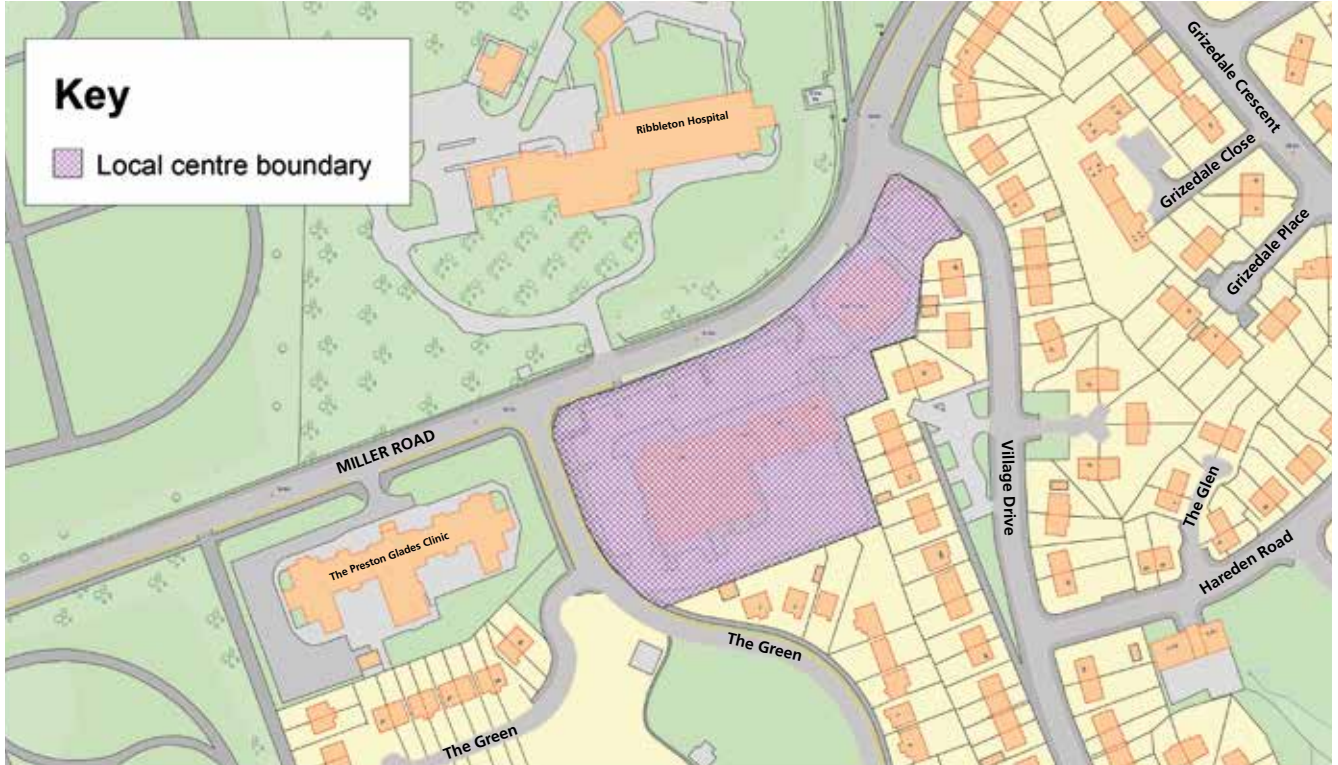 Key
Local centre boundary
Ribbleton Hospital
Grizedale Crescent
Grizedale Close
Grizedale Place
MILLER ROAD
Village Drive
The Glen
Hareden Road
The Preston Glades Clinic
The Green
The Green